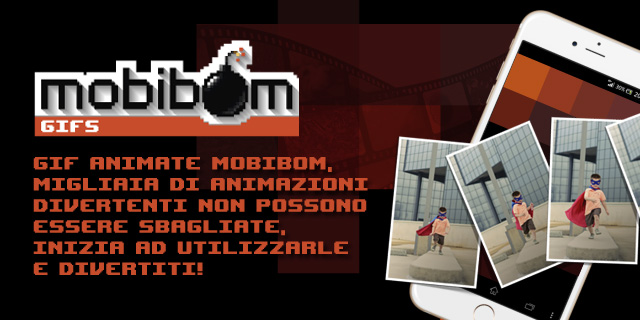 mobibom
GIFS
GIF ANIMATE MOBIBOM,
MIGLIAIA DI ANIMAZIONI
DIVERTENTI NON POSSONO
ESSERE SBAGLIATE,
INIZIA AD UTILIZZARLE
E DIVERTITI!